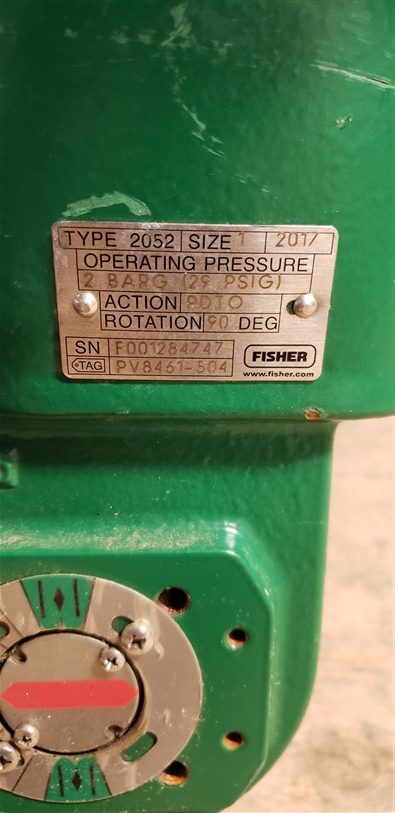 TYPE 2052 SIZE 1 2017
OPERATING PRESSURE
2 BARG (29 PSIG)
ACTION PDTO
ROTATION 90 DEG
SN F001284747
TAG PV8461-504
FISHER
www.fisher.com